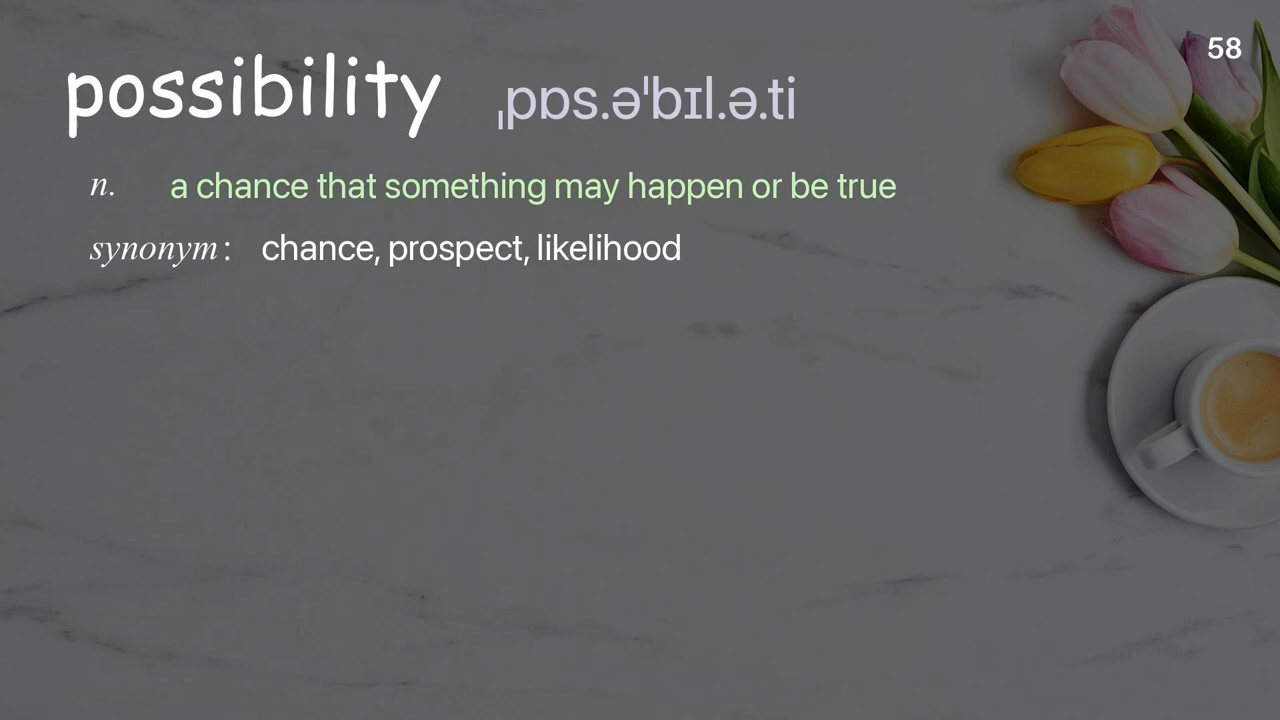 58
possibility ˌpɒs.əˈbɪl.ə.ti
n. a chance that something may happen or be true
synonym: chance, prospect, likelihood